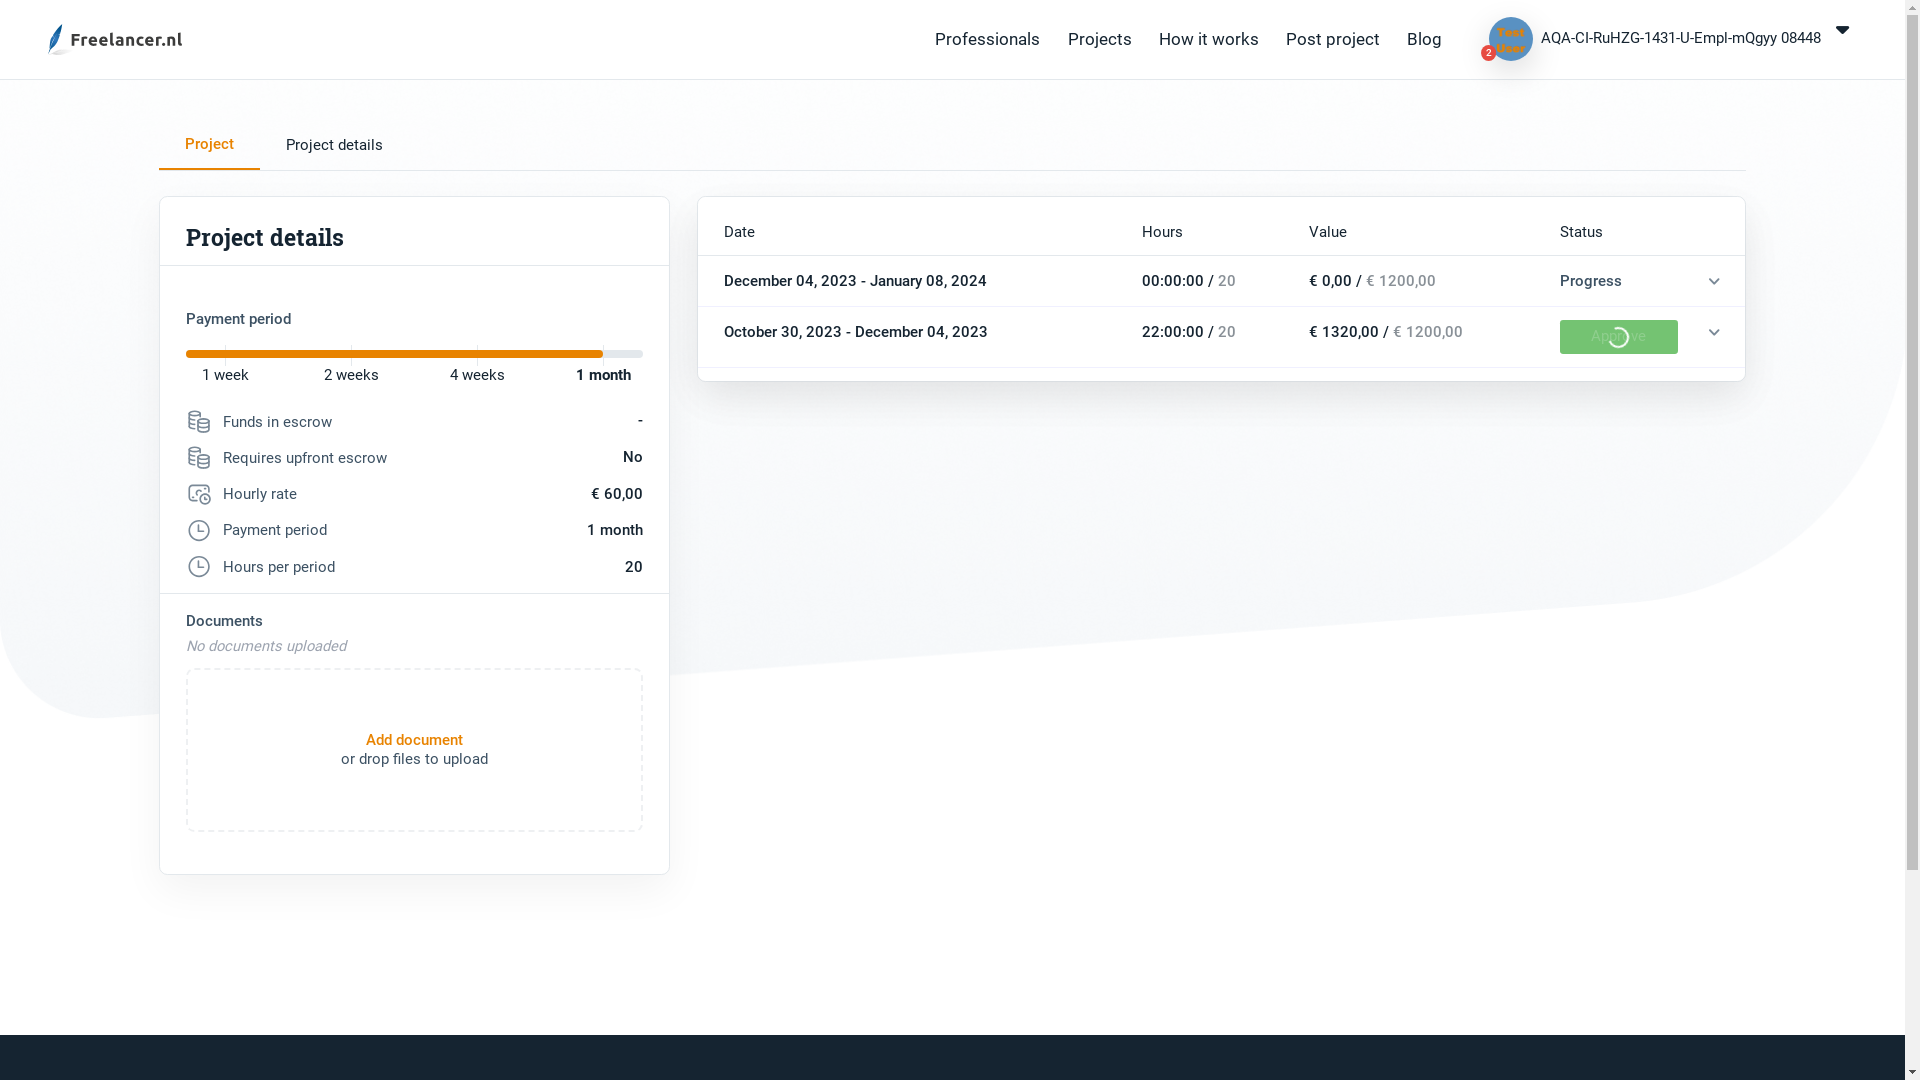 Freelancer.nl
Professionals Projects How it works Post project Blog
Test
User
2
AQA-CI-RuHZG-1431-U-Empl-mQgyy 08448
Project Project details
Project details
Payment period
1 week 2 weeks 4 weeks 1 month
Funds in escrow -
Requires upfront escrow No
Hourly rate € 60,00
Payment period 1 month
Hours per period 20
Documents
No documents uploaded
Add document
or drop files to upload
Date Hours Value Status
December 04, 2023 - January 08, 2024 00:00:00 / 20 € 0,00 / € 1200,00 Progress
October 30, 2023 - December 04, 2023 22:00:00 / 20 € 1320,00 / € 1200,00 Approve